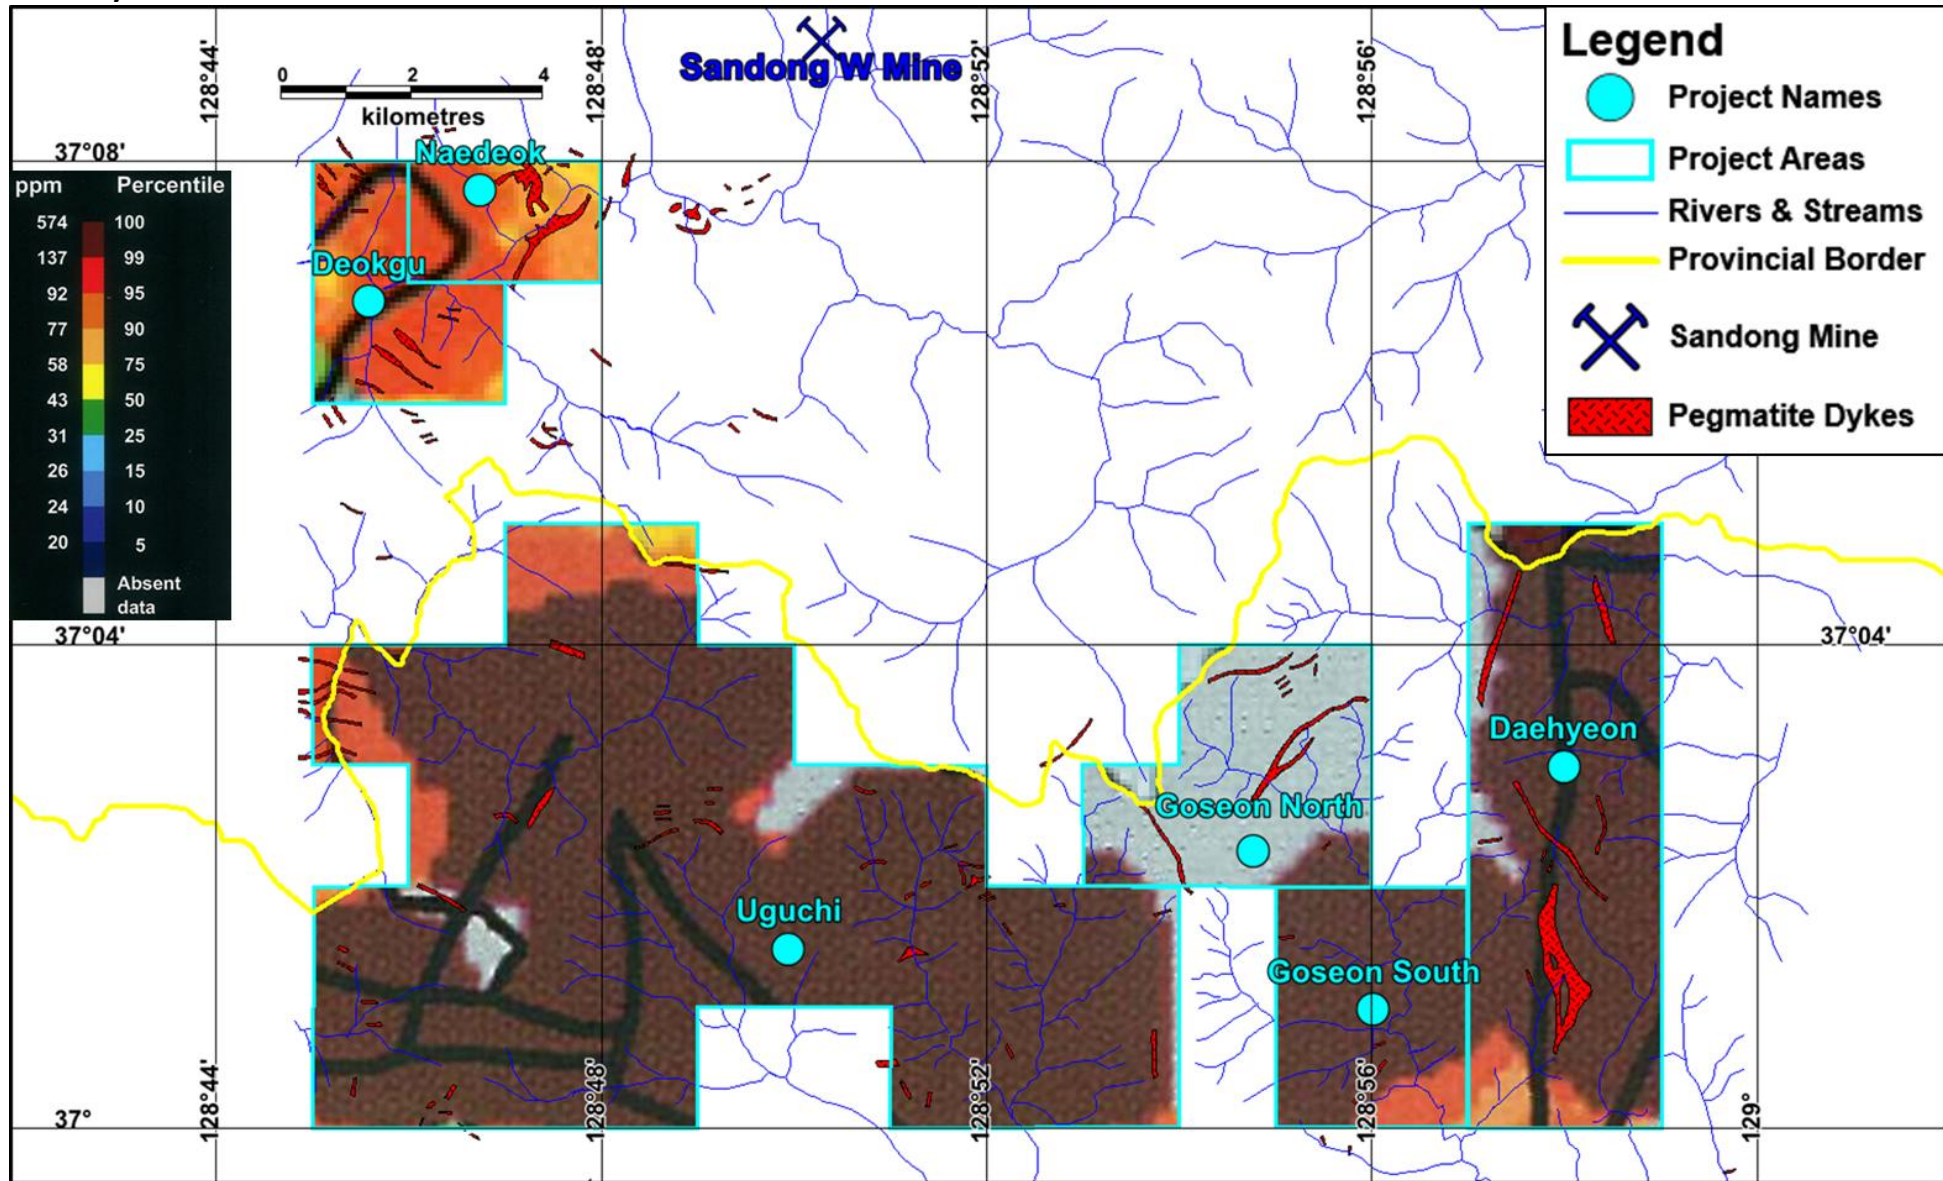 128°44'
128°48'
128°52'
128°56'
Sandong W Mine
0 2 4
kilometres
37°08'
Legend
Project Names
Project Areas
Rivers & Streams
Provincial Border
Sandong Mine
Pegmatite Dykes
ppm Percentile
574 100
137 99
92 95
77 90
58 75
43 50
31 25
26 15
24 10
20 5
Absent
data
Naedeok
Deokgu
37°04'
37°04'
Daehyeon
Goseon North
Uguchi
Goseon South
37°
128°44'
128°48'
128°52'
128°56'
129°